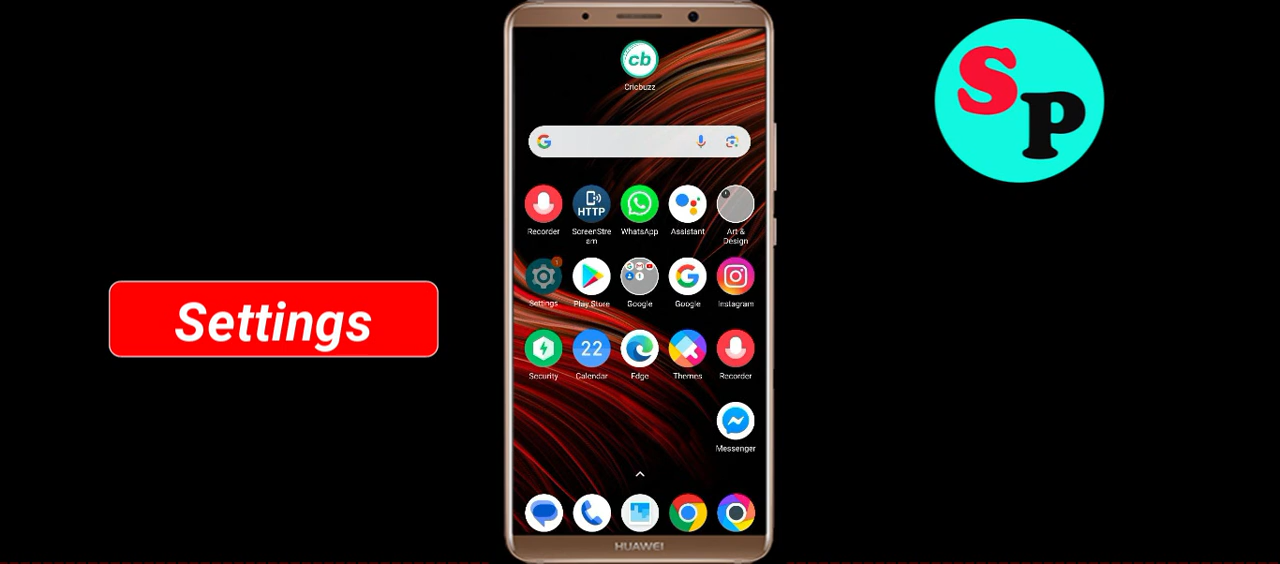 cb
Cricbuzz
S
P
HTTP
Recorder
ScreenStre
am
WhatsApp
Assistant
Art &
Design
1
Settings
Play Store
Google
Google
Instagram
Settings
22
Security
Calendar
Edge
Themes
Recorder
Messenger
HUAWEI